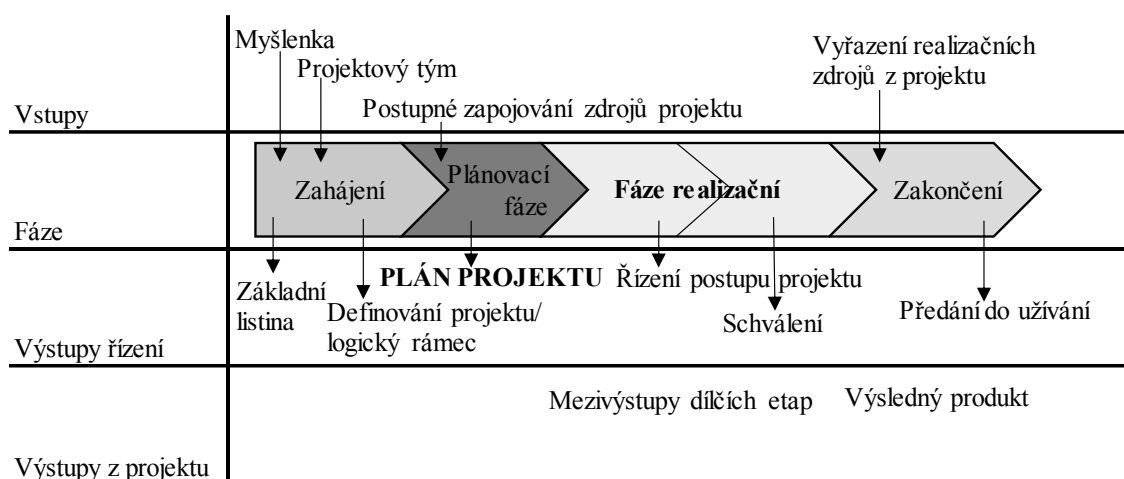 Myšlenka
Projektový tým
Vyřazení realizačních
zdrojů z projektu
Postupné zapojování zdrojů projektu
Vstupy
Zahájení
Plánovací
fáze
Fáze realizační
Zakončení
Fáze
Základní
listina
PLÁN PROJEKTU
Řízení postupu projektu
Definování projektu/
logický rámec
Schválení
Předání do užívání
Výstupy řízení
Mezivýstupy dílčích etap
Výsledný produkt
Výstupy z projektu